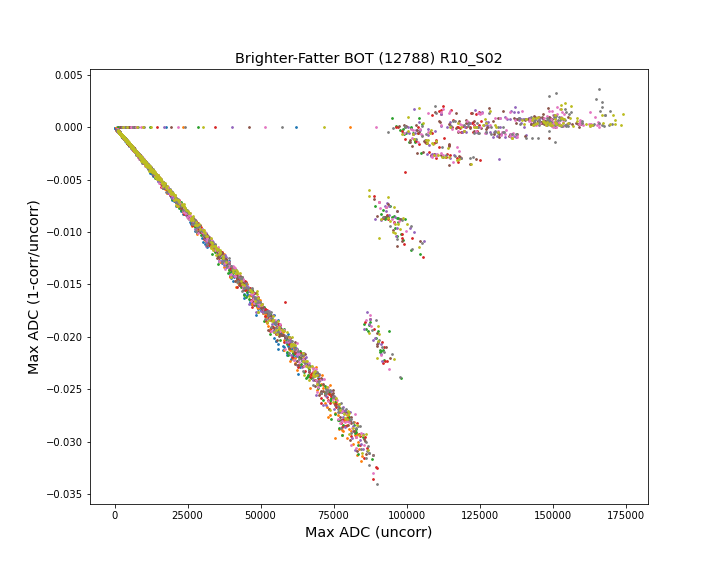 Brighter-Fatter BOT (12788) R10_S02
Max ADC (1-corr/uncorr)
0.005
0.000
−0.005
−0.010
−0.015
−0.020
−0.025
−0.030
−0.035
0 25000 50000 75000 100000 125000 150000 175000
Max ADC (uncorr)